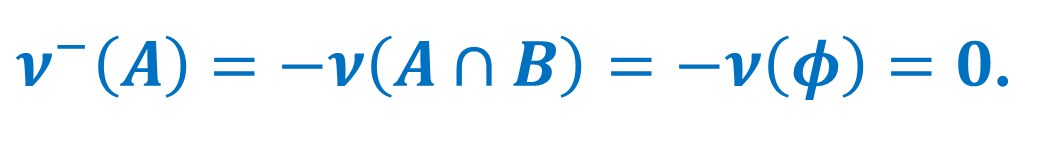 ν⁻(A) = −ν(A ∩ B) = −ν(ϕ) = 0.